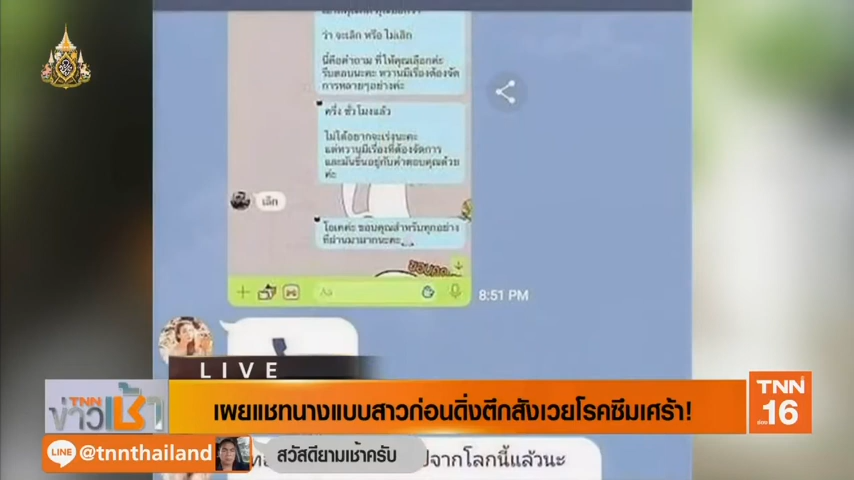 ว่า จะเลิก หรือ ไม่เลิก
นี่คือคำถาม ที่ให้คุณเลือกค่ะ
รีบตอบนะคะ หวานมีเรื่องต้องจัด
การหลายๆอย่างค่ะ
ครึ่ง ชั่วโมงแล้ว
ไม่ได้อยากจะเร่งนะคะ
แต่หวานมีเรื่องที่ต้องจัดการ
และมันขึ้นอยู่กับคำตอบคุณด้วย
ค่ะ
เลิก
โอเคค่ะ ขอบคุณสำหรับทุกอย่าง
ที่ผ่านมามากนะคะ
Aa
8:51 PM
LIVE
TNN
ข่าวเช้า
เผยแชทนางแบบสาวก่อนดิ่งตึกสังเวยโรคซึมเศร้า!
TNN
16
LINE
@tnnthailand
สวัสดียามเช้าครับ
ปจากโลกนี้แล้วนะ